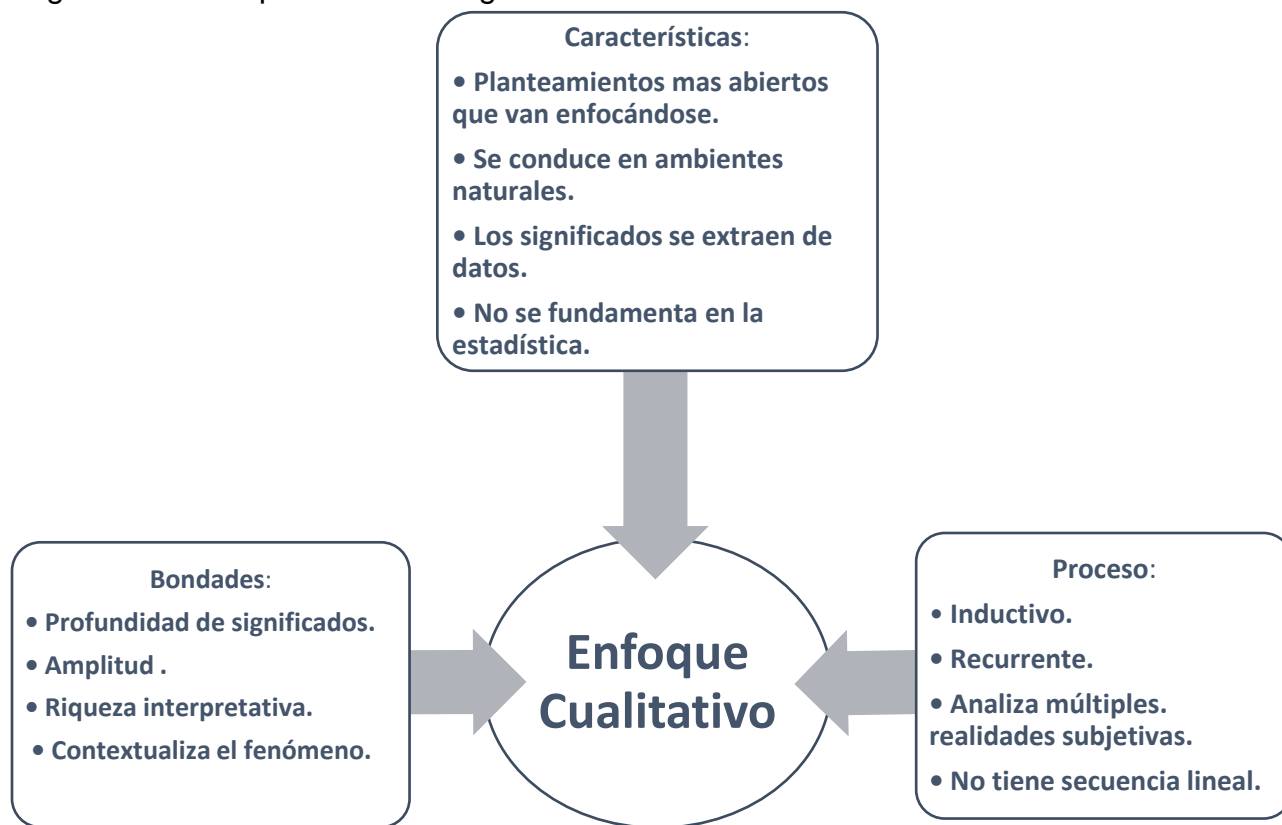 Características:
• Planteamientos mas abiertos
que van enfocándose.
• Se conduce en ambientes
naturales.
• Los significados se extraen de
datos.
• No se fundamenta en la
estadística.
Bondades:
• Profundidad de significados.
• Amplitud .
• Riqueza interpretativa.
• Contextualiza el fenómeno.
Enfoque
Cualitativo
Proceso:
• Inductivo.
• Recurrente.
• Analiza múltiples.
realidades subjetivas.
• No tiene secuencia lineal.